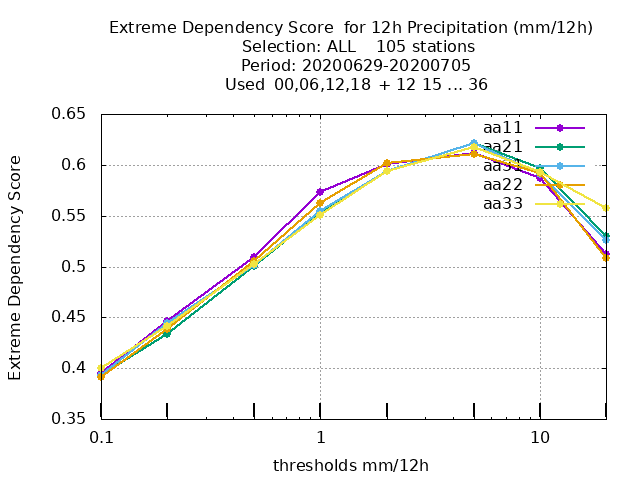 Extreme Dependency Score  for 12h Precipitation (mm/12h)
Selection: ALL    105 stations
Period: 20200629-20200705
Used  00,06,12,18  + 12 15 ... 36
0.65
0.6
0.55
0.5
0.45
0.4
0.35
Extreme Dependency Score
aa11
aa21
aa22
aa33
0.1
1
10
thresholds mm/12h